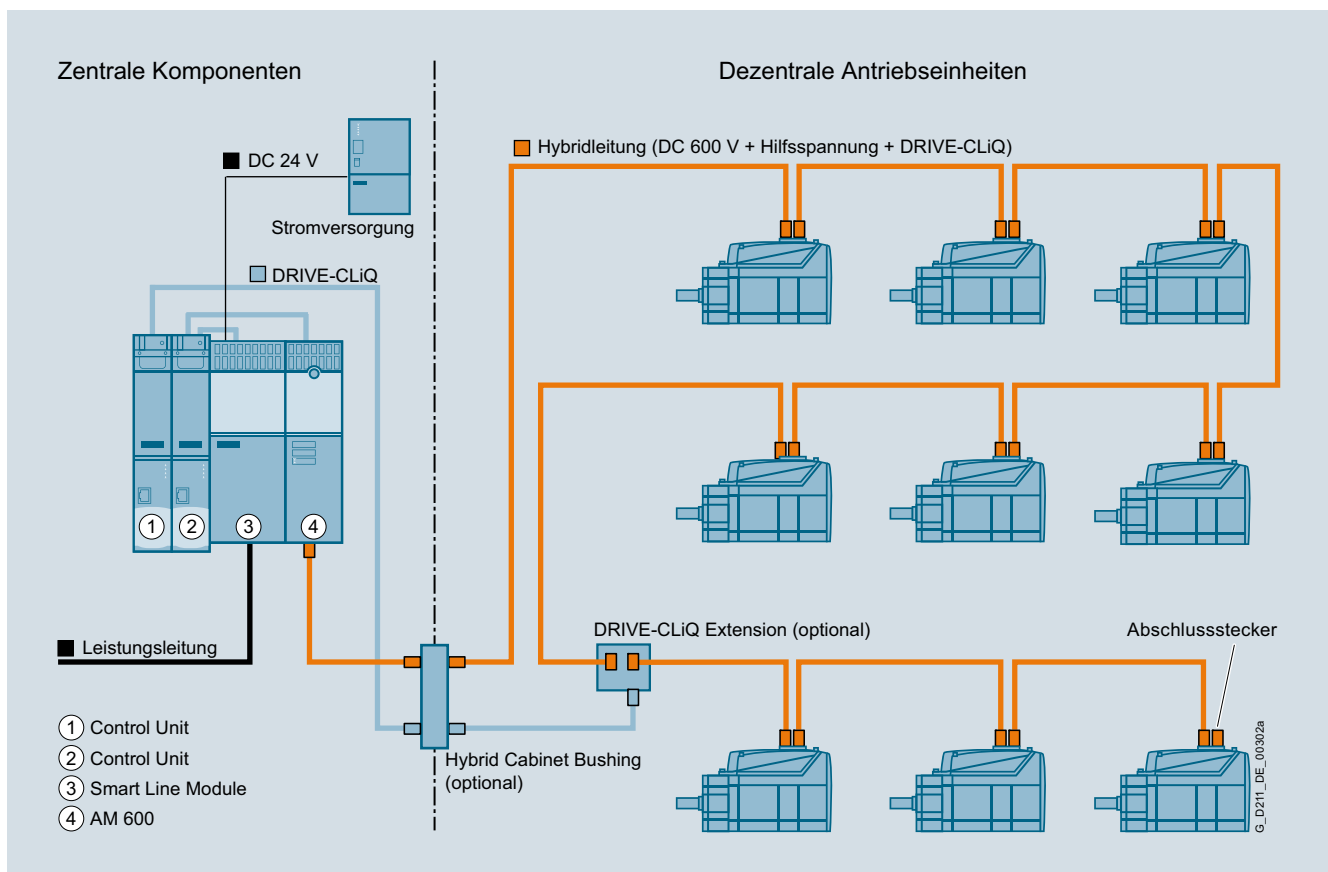 Zentrale Komponenten
Dezentrale Antriebseinheiten
DC 24 V
Hybridleitung (DC 600 V + Hilfsspannung + DRIVE-CLiQ)
Stromversorgung
DRIVE-CLiQ
1
2
3
4
Leistungsleitung
DRIVE-CLiQ Extension (optional)
Abschlussstecker
1 Control Unit
2 Control Unit
3 Smart Line Module
4 AM 600
Hybrid Cabinet Bushing
(optional)
G_D211_DE_00302a